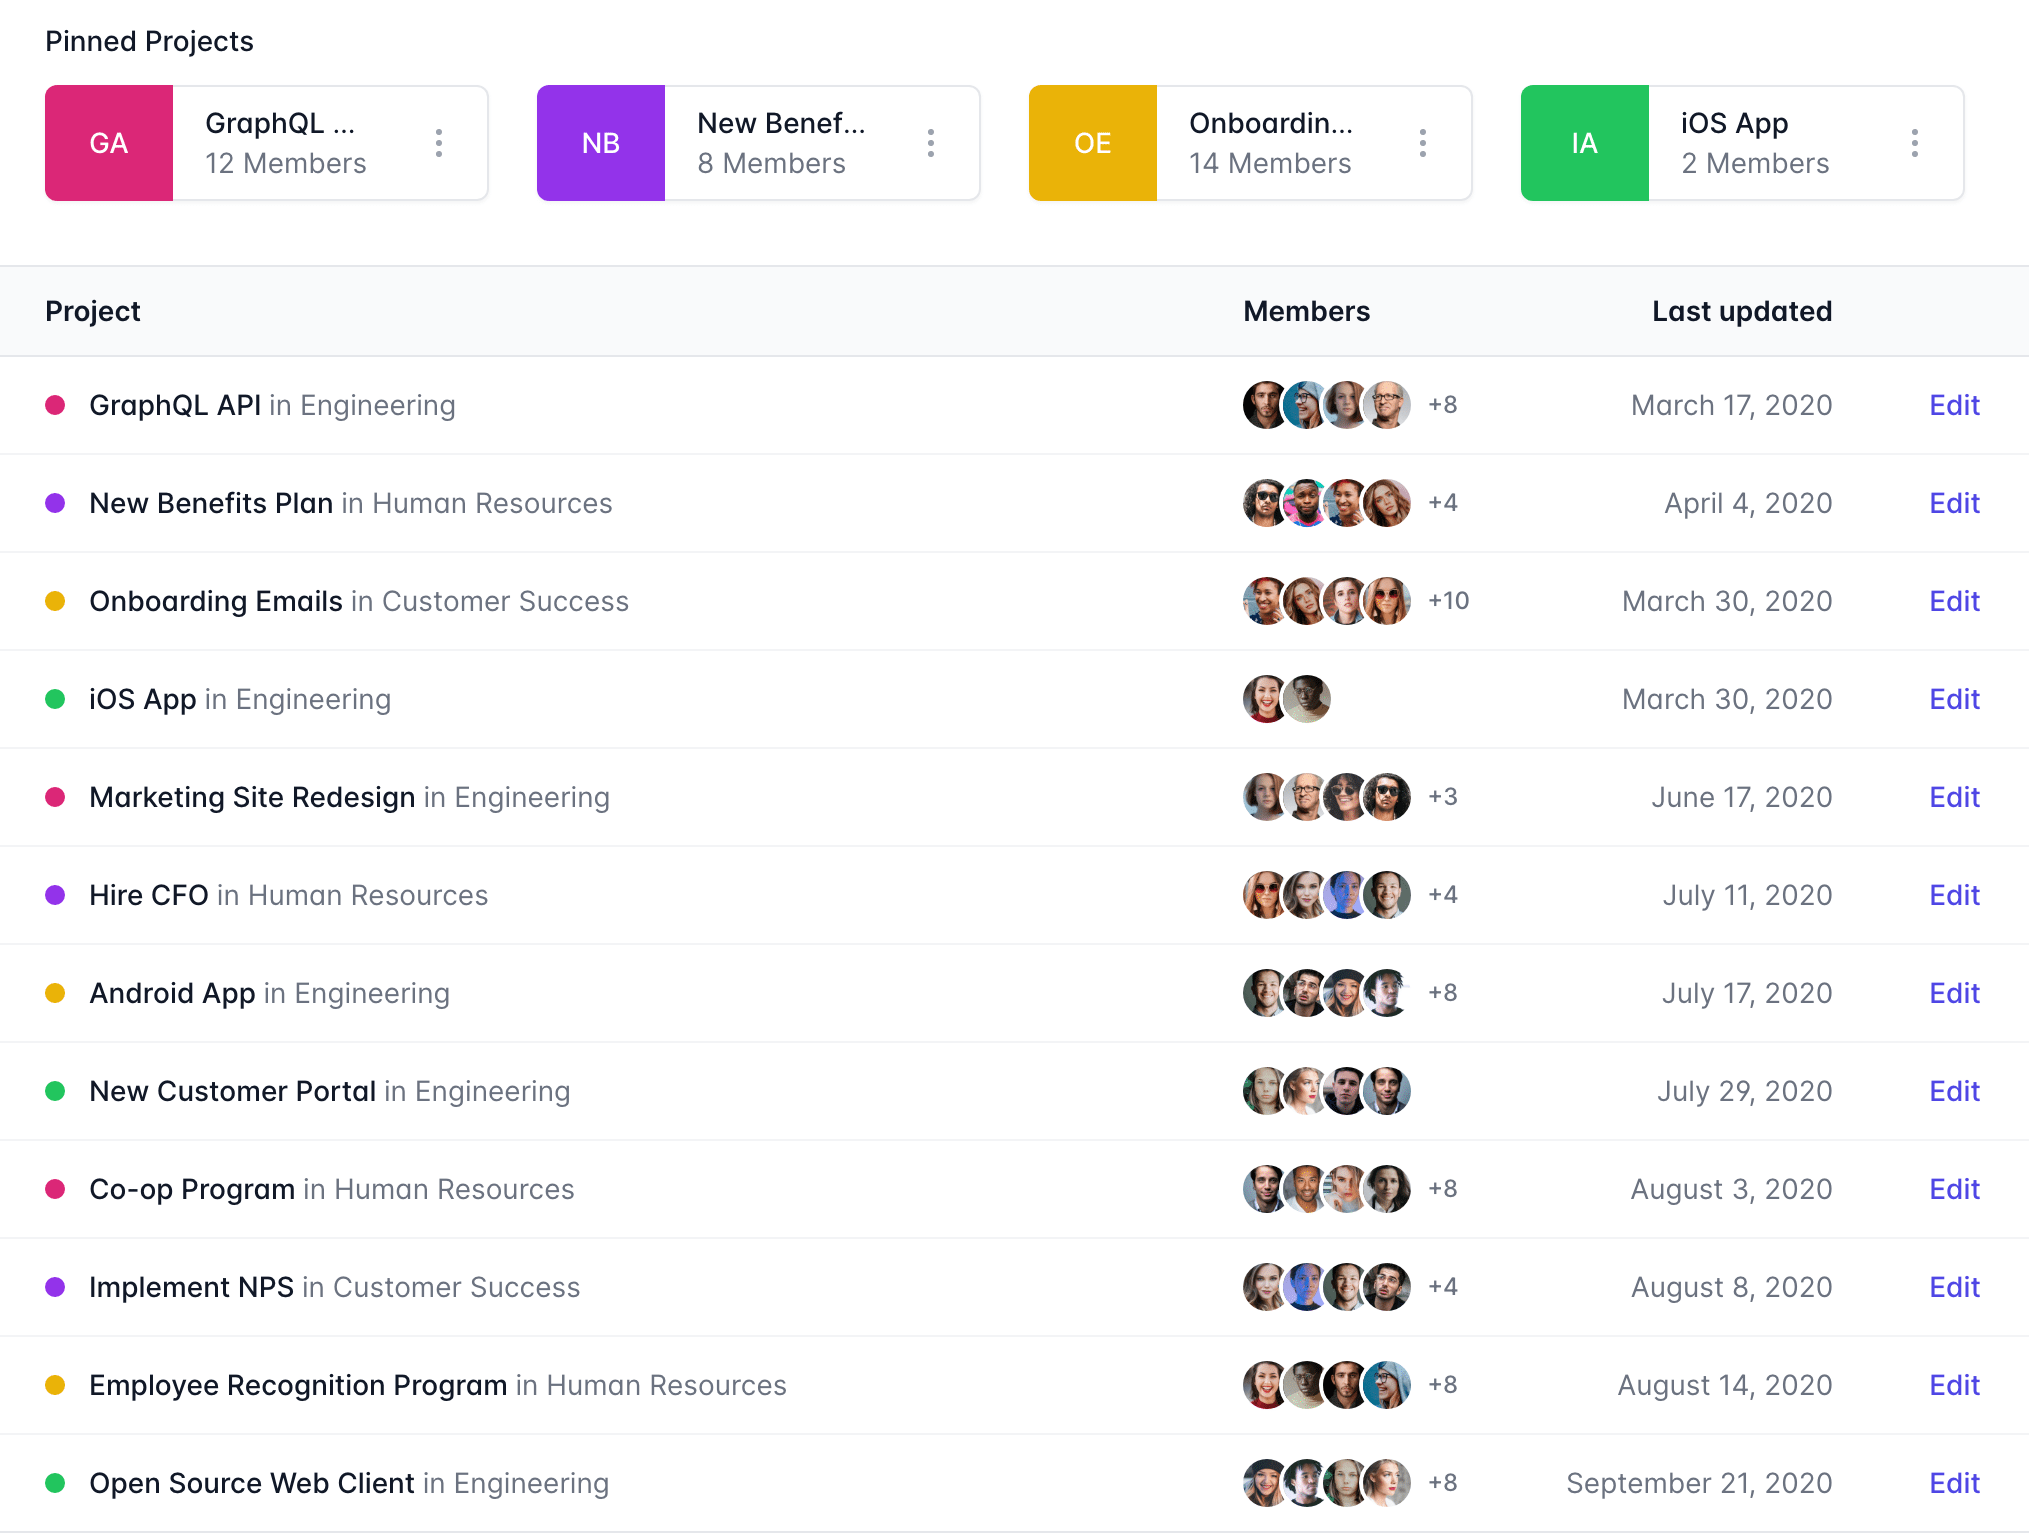 Pinned Projects
GA
GraphQL ...
12 Members
NB
New Benef...
8 Members
OE
Onboardin...
14 Members
IA
iOS App
2 Members
Project Members Last updated
GraphQL API in Engineering +8 March 17, 2020 Edit
New Benefits Plan in Human Resources +4 April 4, 2020 Edit
Onboarding Emails in Customer Success +10 March 30, 2020 Edit
iOS App in Engineering March 30, 2020 Edit
Marketing Site Redesign in Engineering +3 June 17, 2020 Edit
Hire CFO in Human Resources +4 July 11, 2020 Edit
Android App in Engineering +8 July 17, 2020 Edit
New Customer Portal in Engineering July 29, 2020 Edit
Co-op Program in Human Resources +8 August 3, 2020 Edit
Implement NPS in Customer Success +4 August 8, 2020 Edit
Employee Recognition Program in Human Resources +8 August 14, 2020 Edit
Open Source Web Client in Engineering +8 September 21, 2020 Edit